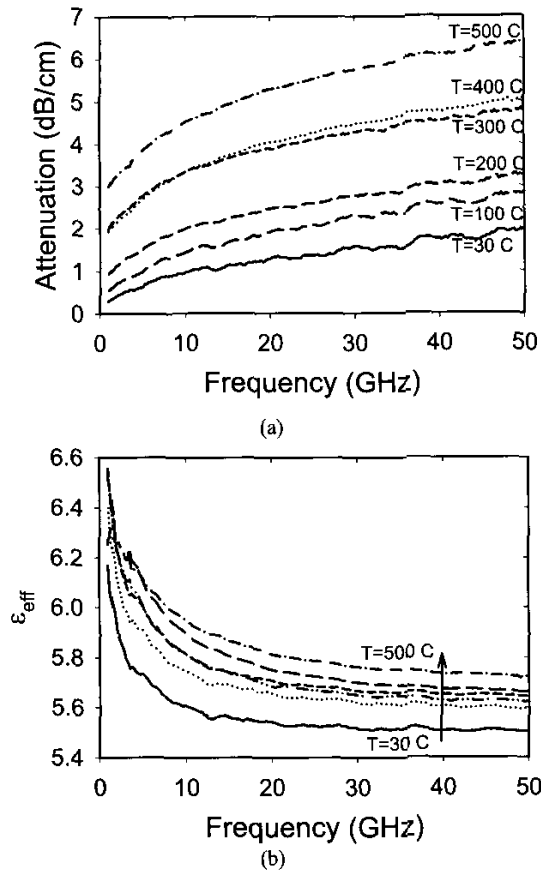 7
6
5
4
3
2
1
0
Attenuation (dB/cm)
T=500 C
T=400 C
T=300 C
T=200 C
T=100 C
T=30 C
0 10 20 30 40 50
Frequency (GHz)
(a)
6.6
6.4
6.2
6.0
5.8
5.6
5.4
εeff
T=500 C
T=30 C
0 10 20 30 40 50
Frequency (GHz)
(b)